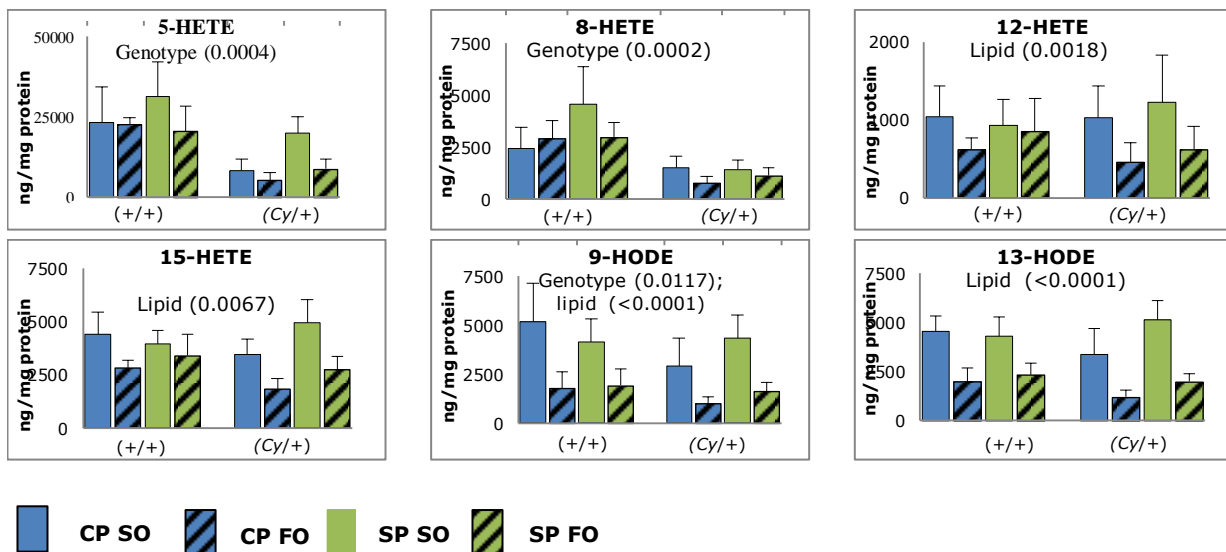 5-HETE
Genotype (0.0004)
ng/mg protein
50000
25000
0
(+/+)
(Cy/+)
8-HETE
Genotype (0.0002)
ng/mg protein
7500
5000
2500
0
(+/+)
(Cy/+)
12-HETE
Lipid (0.0018)
ng/mg protein
2000
1000
0
(+/+)
(Cy/+)
15-HETE
Lipid (0.0067)
ng/mg protein
7500
5000
2500
0
(+/+)
(Cy/+)
9-HODE
Genotype (0.0117);
lipid (<0.0001)
ng/mg protein
7500
5000
2500
0
(+/+)
(Cy/+)
13-HODE
Lipid (<0.0001)
ng/mg protein
7500
5000
2500
0
(+/+)
(Cy/+)
CP SO
CP FO
SP SO
SP FO